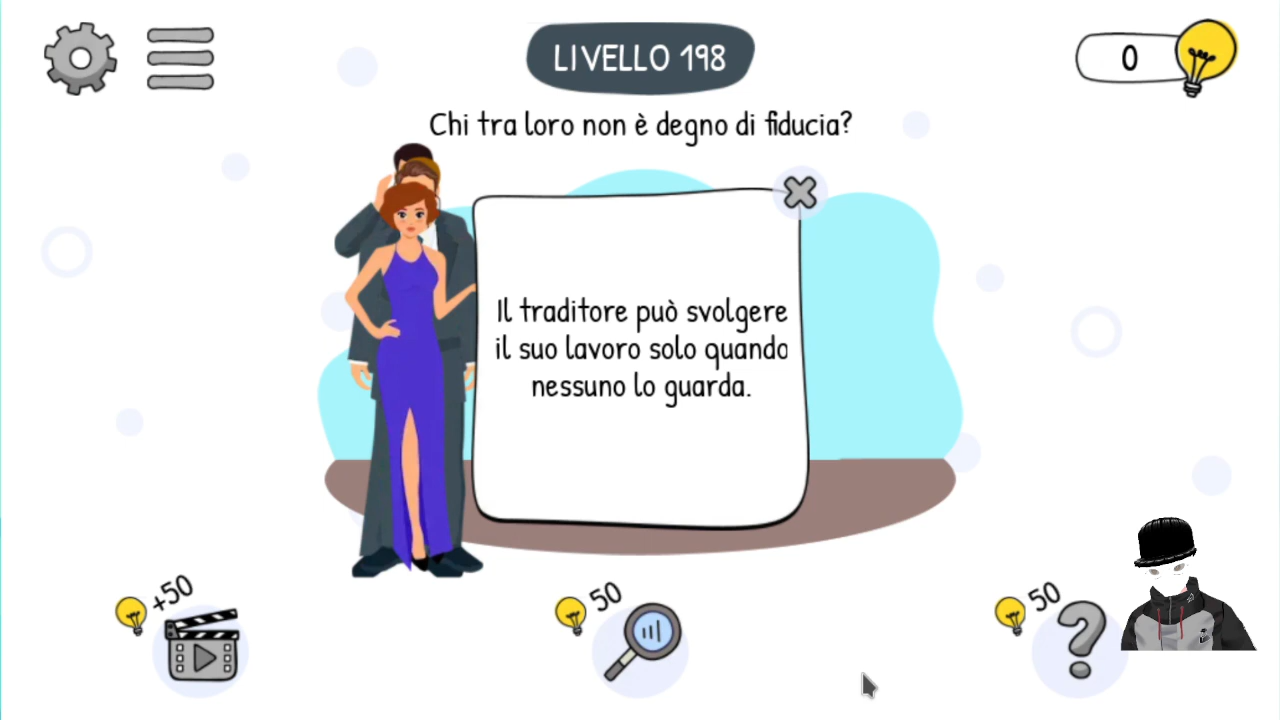 LIVELLO 198
0
Chi tra loro non è degno di fiducia?
Il traditore può svolgere
il suo lavoro solo quando
nessuno lo guarda.
+50
50
50
?